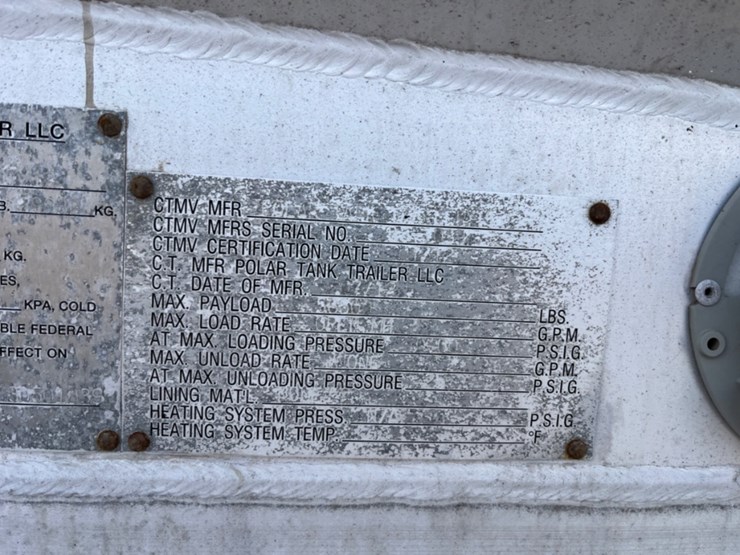 R LLC
B. KG.
KG.
ES,
KPA, COLD
BLE FEDERAL
FFECT ON
CTMV MFR
CTMV MFRS SERIAL NO.
CTMV CERTIFICATION DATE
C.T. MFR POLAR TANK TRAILER LLC
C.T. DATE OF MFR.
MAX. PAYLOAD LBS.
MAX. LOAD RATE G.P.M.
AT MAX. LOADING PRESSURE P.S.I.G.
MAX. UNLOAD RATE G.P.M.
AT MAX. UNLOADING PRESSURE P.S.I.G.
LINING MAT'L
HEATING SYSTEM PRESS P.S.I.G
HEATING SYSTEM TEMP. °F